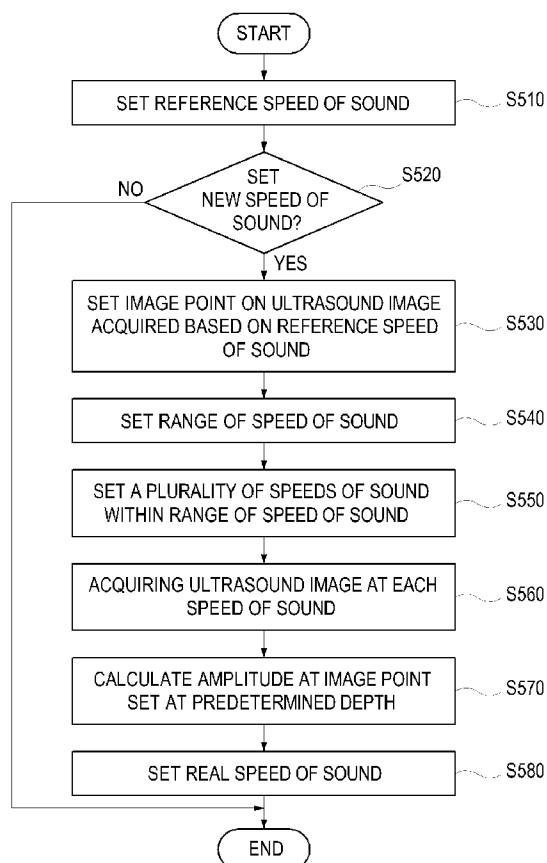 START
SET REFERENCE SPEED OF SOUND
S510
SET
NEW SPEED OF
SOUND?
S520
NO
YES
SET IMAGE POINT ON ULTRASOUND IMAGE
ACQUIRED BASED ON REFERENCE SPEED
OF SOUND
S530
SET RANGE OF SPEED OF SOUND
S540
SET A PLURALITY OF SPEEDS OF SOUND
WITHIN RANGE OF SPEED OF SOUND
S550
ACQUIRING ULTRASOUND IMAGE AT EACH
SPEED OF SOUND
S560
CALCULATE AMPLITUDE AT IMAGE POINT
SET AT PREDETERMINED DEPTH
S570
SET REAL SPEED OF SOUND
S580
END